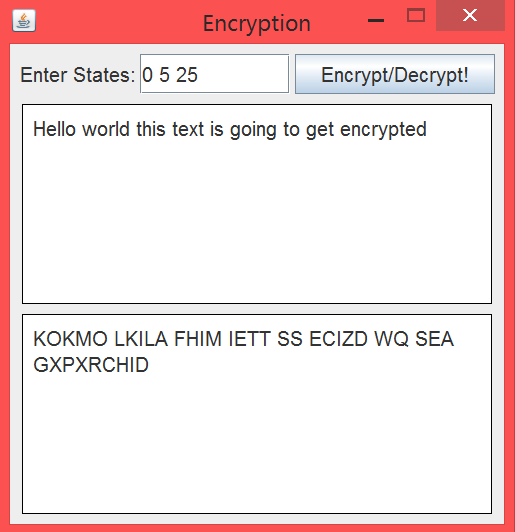 Encryption
Enter States: 0 5 25 Encrypt/Decrypt!
Hello world this text is going to get encrypted
KOKMO LKILA FHIM IETT SS ECIZD WQ SEA
GXPXRCHID